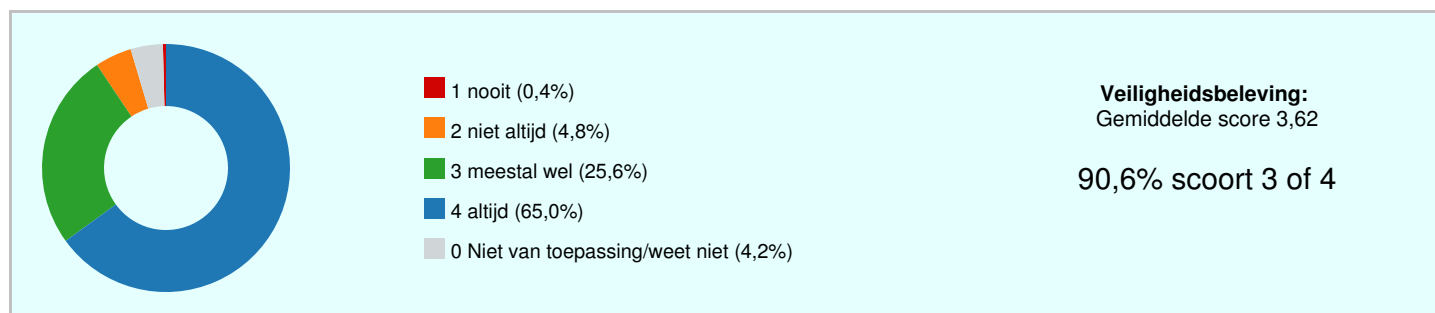 1 nooit (0,4%)
2 niet altijd (4,8%)
3 meestal wel (25,6%)
4 altijd (65,0%)
0 Niet van toepassing/weet niet (4,2%)
Veiligheidsbeleving:
Gemiddelde score 3,62
90,6% scoort 3 of 4